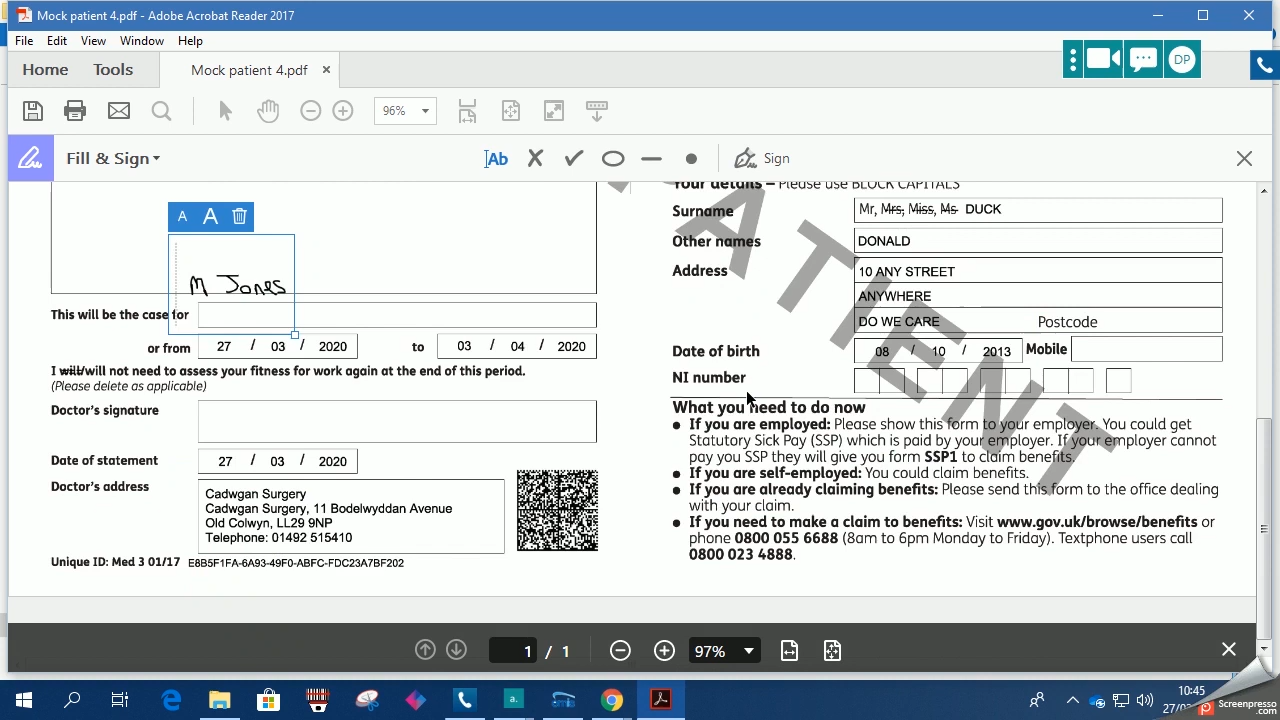 Mock patient 4.pdf - Adobe Acrobat Reader 2017
File Edit View Window Help
Home Tools Mock patient 4.pdf ×
DP
96%
Fill & Sign
Ab Sign
A A
M Jones
This will be the case for
or from 27 / 03 / 2020 to 03 / 04 / 2020
I will/will not need to assess your fitness for work again at the end of this period.
(Please delete as applicable)
Doctor's signature
Date of statement 27 / 03 / 2020
Doctor's address
Cadwgan Surgery
Cadwgan Surgery, 11 Bodelwyddan Avenue
Old Colwyn, LL29 9NP
Telephone: 01492 515410
Unique ID: Med 3 01/17 E8B5F1FA-6A93-49F0-ABFC-FDC23A7BF202
Your details – Please use BLOCK CAPITALS
Surname Mr, Mrs, Miss, Ms DUCK
Other names DONALD
Address 10 ANY STREET
ANYWHERE
DO WE CARE Postcode
Date of birth 08 / 10 / 2013 Mobile
NI number
What you need to do now
● If you are employed: Please show this form to your employer. You could get
Statutory Sick Pay (SSP) which is paid by your employer. If your employer cannot
pay you SSP they will give you form SSP1 to claim benefits.
● If you are self-employed: You could claim benefits.
● If you are already claiming benefits: Please send this form to the office dealing
with your claim.
● If you need to make a claim to benefits: Visit www.gov.uk/browse/benefits or
phone 0800 055 6688 (8am to 6pm Monday to Friday). Textphone users call
0800 023 4888.
ATIENT
1 / 1 97%
a.
10:45
27/03
Screenpresso
.com